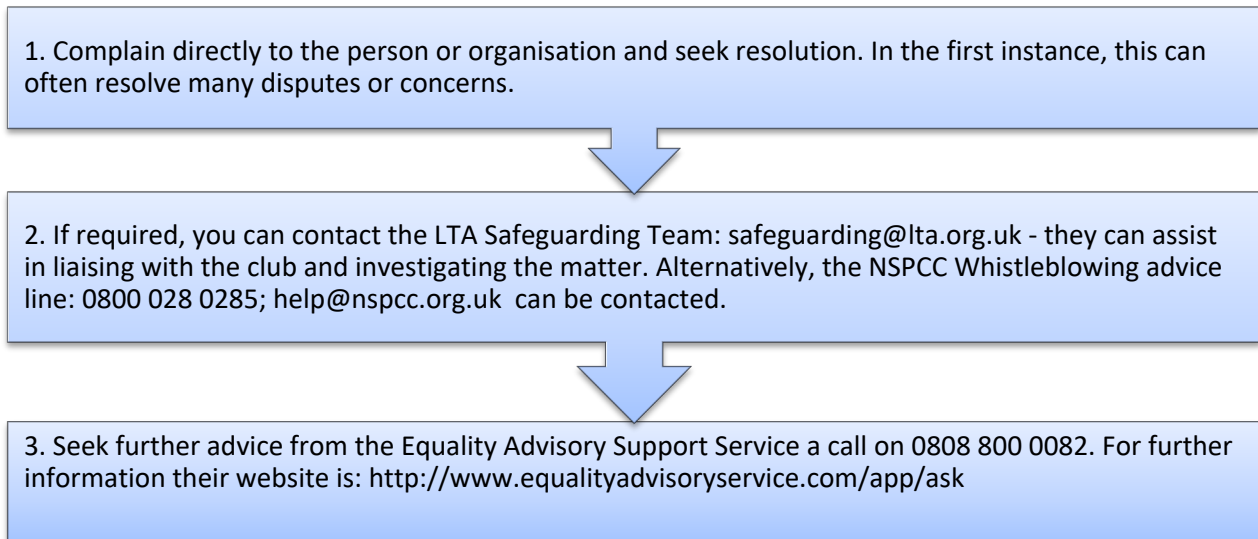 1. Complain directly to the person or organisation and seek resolution. In the first instance, this can
often resolve many disputes or concerns.
2. If required, you can contact the LTA Safeguarding Team: safeguarding@lta.org.uk - they can assist
in liaising with the club and investigating the matter. Alternatively, the NSPCC Whistleblowing advice
line: 0800 028 0285; help@nspcc.org.uk can be contacted.
3. Seek further advice from the Equality Advisory Support Service a call on 0808 800 0082. For further
information their website is: http://www.equalityadvisoryservice.com/app/ask